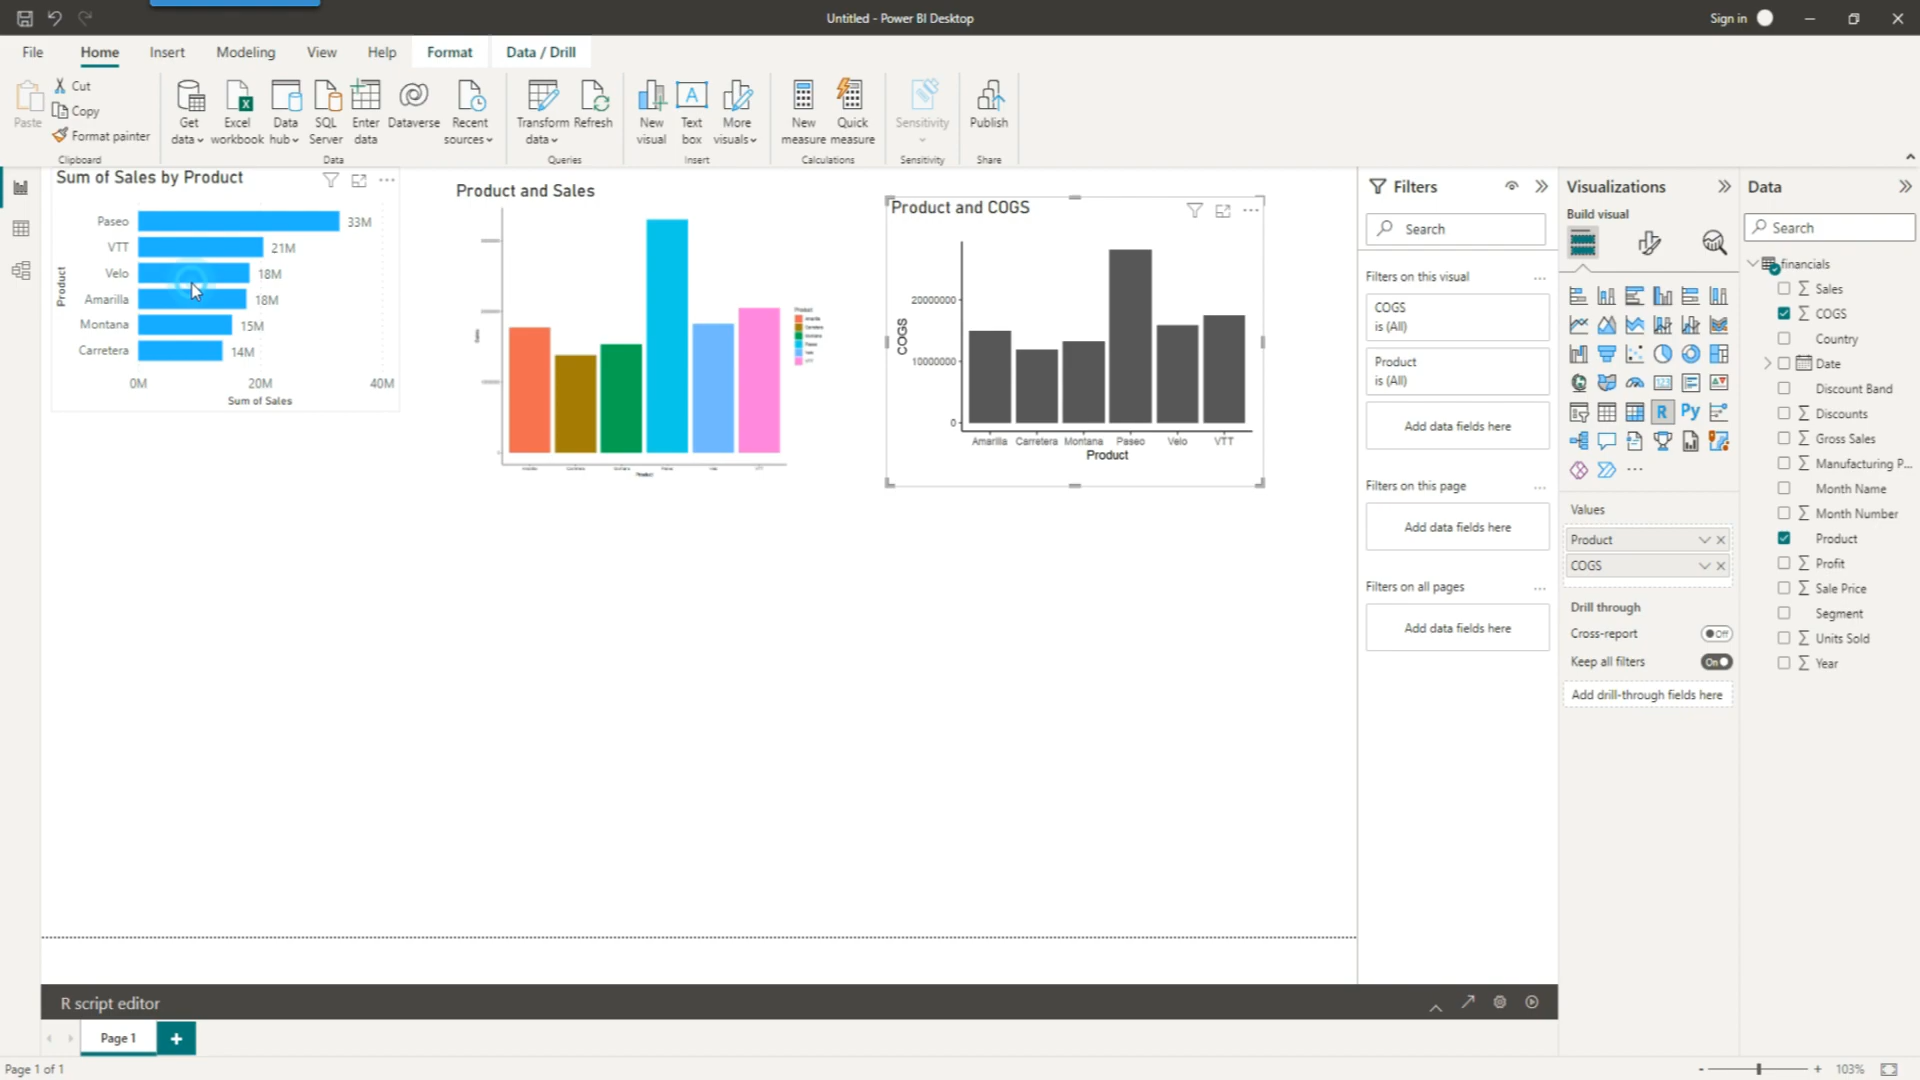 Untitled - Power BI Desktop
Sign in
File
Home
Insert
Modeling
View
Help
Format
Data / Drill
Paste
Cut
Copy
Format painter
Clipboard
Get data
Excel workbook
Data hub
SQL Server
Enter data
Dataverse
Recent sources
Data
Transform data
Refresh
Queries
New visual
A
Text box
More visuals
Insert
New measure
Quick measure
Calculations
Sensitivity
Sensitivity
Publish
Share
Sum of Sales by Product
Product
Paseo 33M
VTT 21M
Velo 18M
Amarilla 18M
Montana 15M
Carretera 14M
0M 20M 40M
Sum of Sales
Product and Sales
Sales
Product
Product
Product and COGS
COGS
20000000
10000000
0
Amarilla Carretera Montana Paseo Velo VTT
Product
Filters
Search
Filters on this visual ...
COGS
is (All)
Product
is (All)
Add data fields here
Filters on this page ...
Add data fields here
Filters on all pages ...
Add data fields here
Visualizations
Build visual
R
Py
Values
Product
COGS
Drill through
Cross-report Off
Keep all filters On
Add drill-through fields here
Data
Search
financials
Sales
COGS
Country
Date
Discount Band
Discounts
Gross Sales
Manufacturing P...
Month Name
Month Number
Product
Profit
Sale Price
Segment
Units Sold
Year
R script editor
Page 1
Page 1 of 1
- + 103%